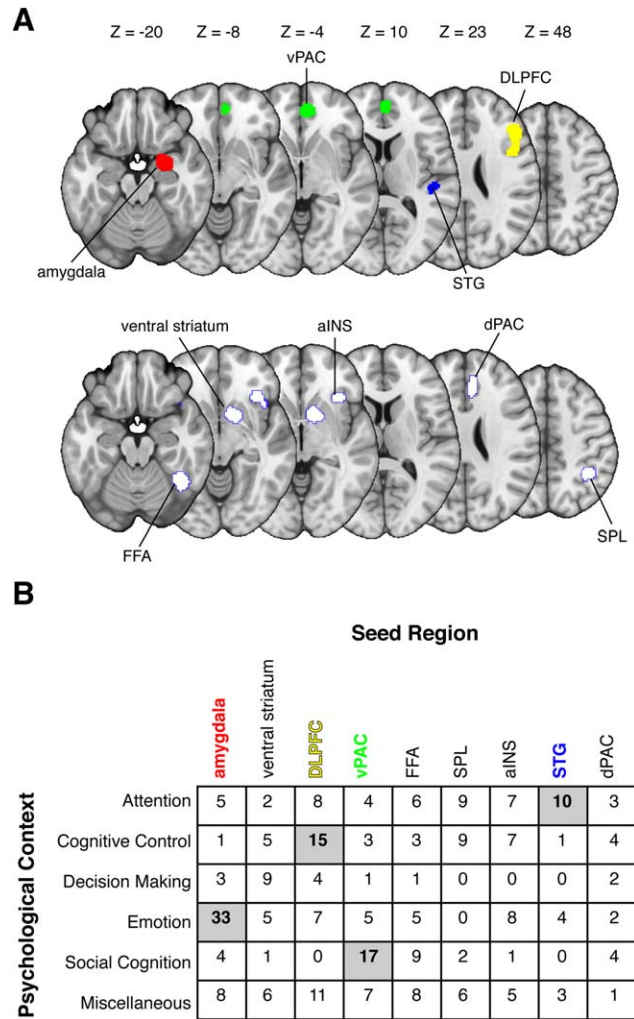 A
Z = -20 Z = -8 Z = -4 Z = 10 Z = 23 Z = 48
vPAC
DLPFC
amygdala
STG
ventral striatum
aINS
dPAC
FFA
SPL
B
Seed Region
amygdala ventral striatum DLPFC vPAC FFA SPL aINS STG dPAC
Psychological Context
Attention 5 2 8 4 6 9 7 10 3
Cognitive Control 1 5 15 3 3 9 7 1 4
Decision Making 3 9 4 1 1 0 0 0 2
Emotion 33 5 7 5 5 0 8 4 2
Social Cognition 4 1 0 17 9 2 1 0 4
Miscellaneous 8 6 11 7 8 6 5 3 1